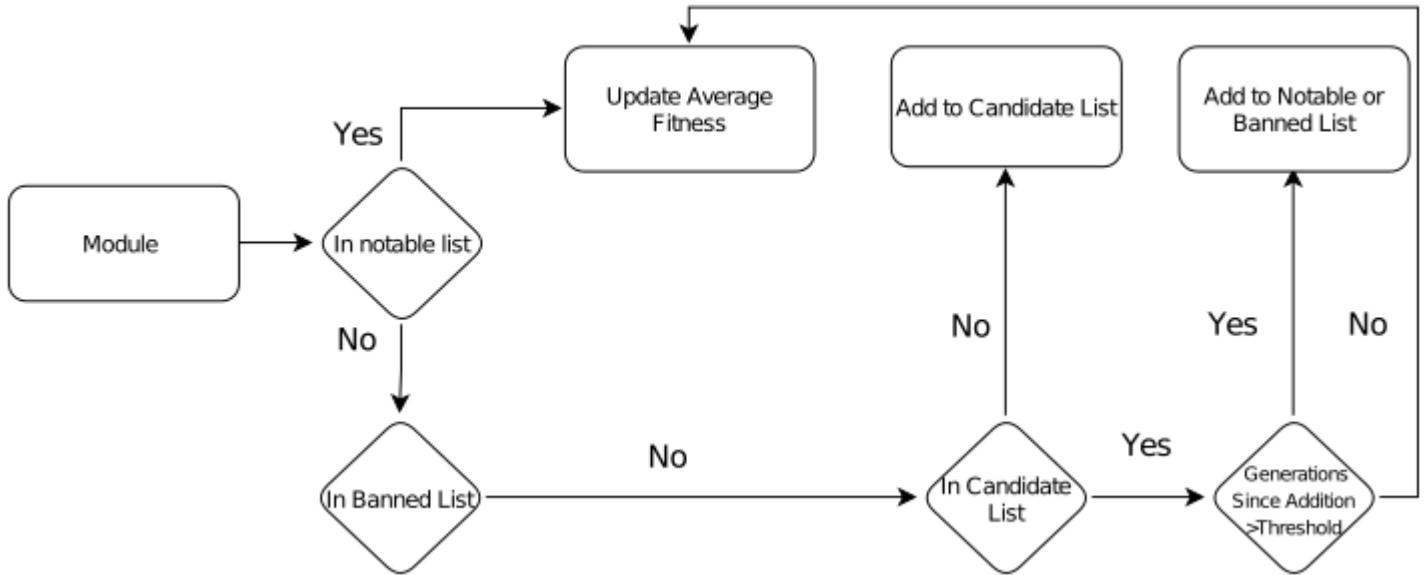 Update Average
Fitness
Add to Candidate List
Add to Notable or
Banned List
Yes
Module
In notable list
No
No
Yes
No
In Banned List
No
In Candidate
List
Yes
Generations
Since Addition
>Threshold